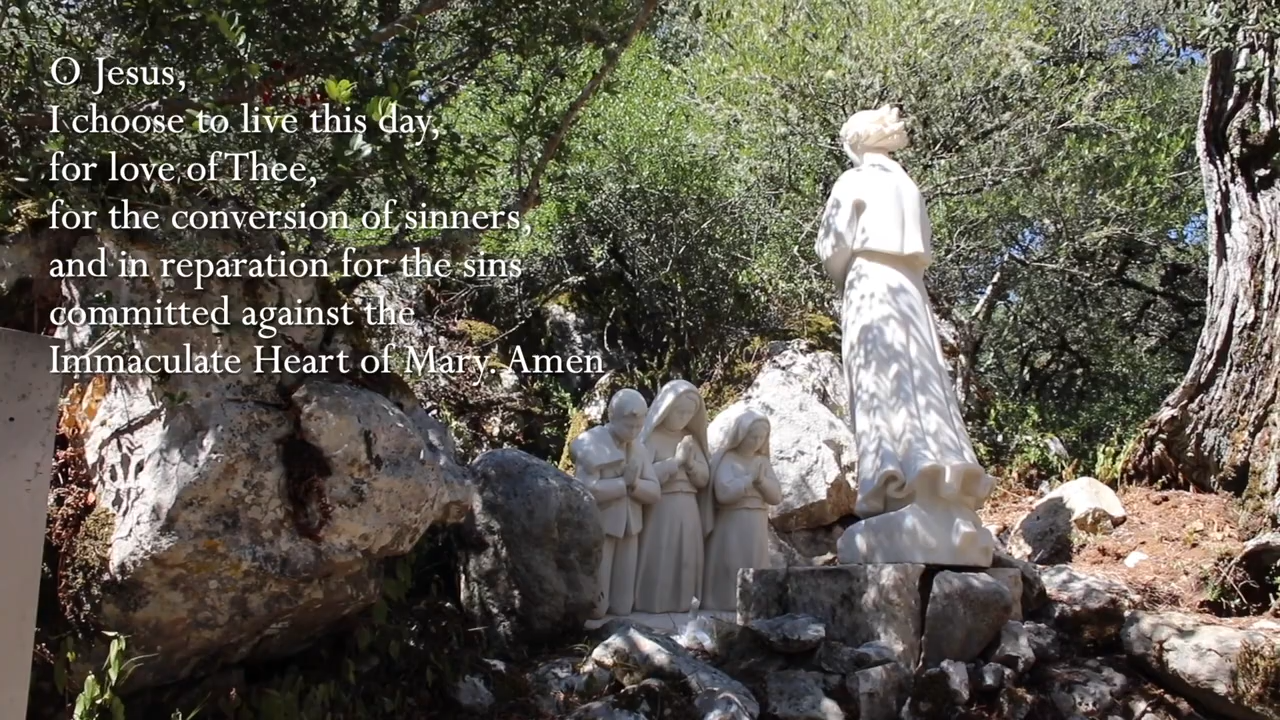 O Jesus,
I choose to live this day,
for love of Thee,
for the conversion of sinners,
and in reparation for the sins
committed against the
Immaculate Heart of Mary. Amen